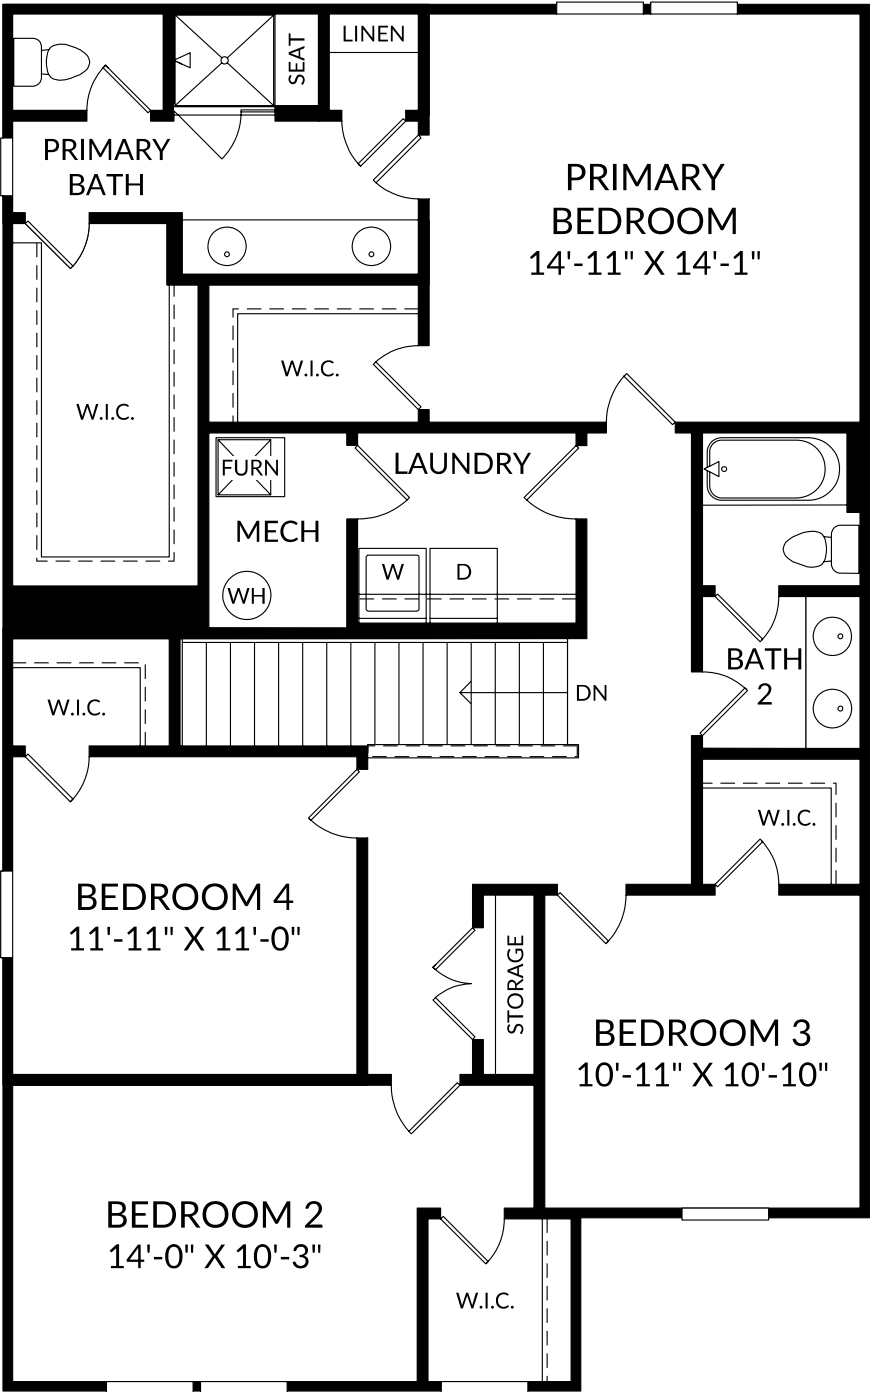 LINEN
SEAT
PRIMARY
BATH
PRIMARY
BEDROOM
14'-11" X 14'-1"
W.I.C.
W.I.C.
FURN
LAUNDRY
MECH
W
D
WH
BATH
2
W.I.C.
DN
W.I.C.
BEDROOM 4
11'-11" X 11'-0"
STORAGE
BEDROOM 3
10'-11" X 10'-10"
BEDROOM 2
14'-0" X 10'-3"
W.I.C.